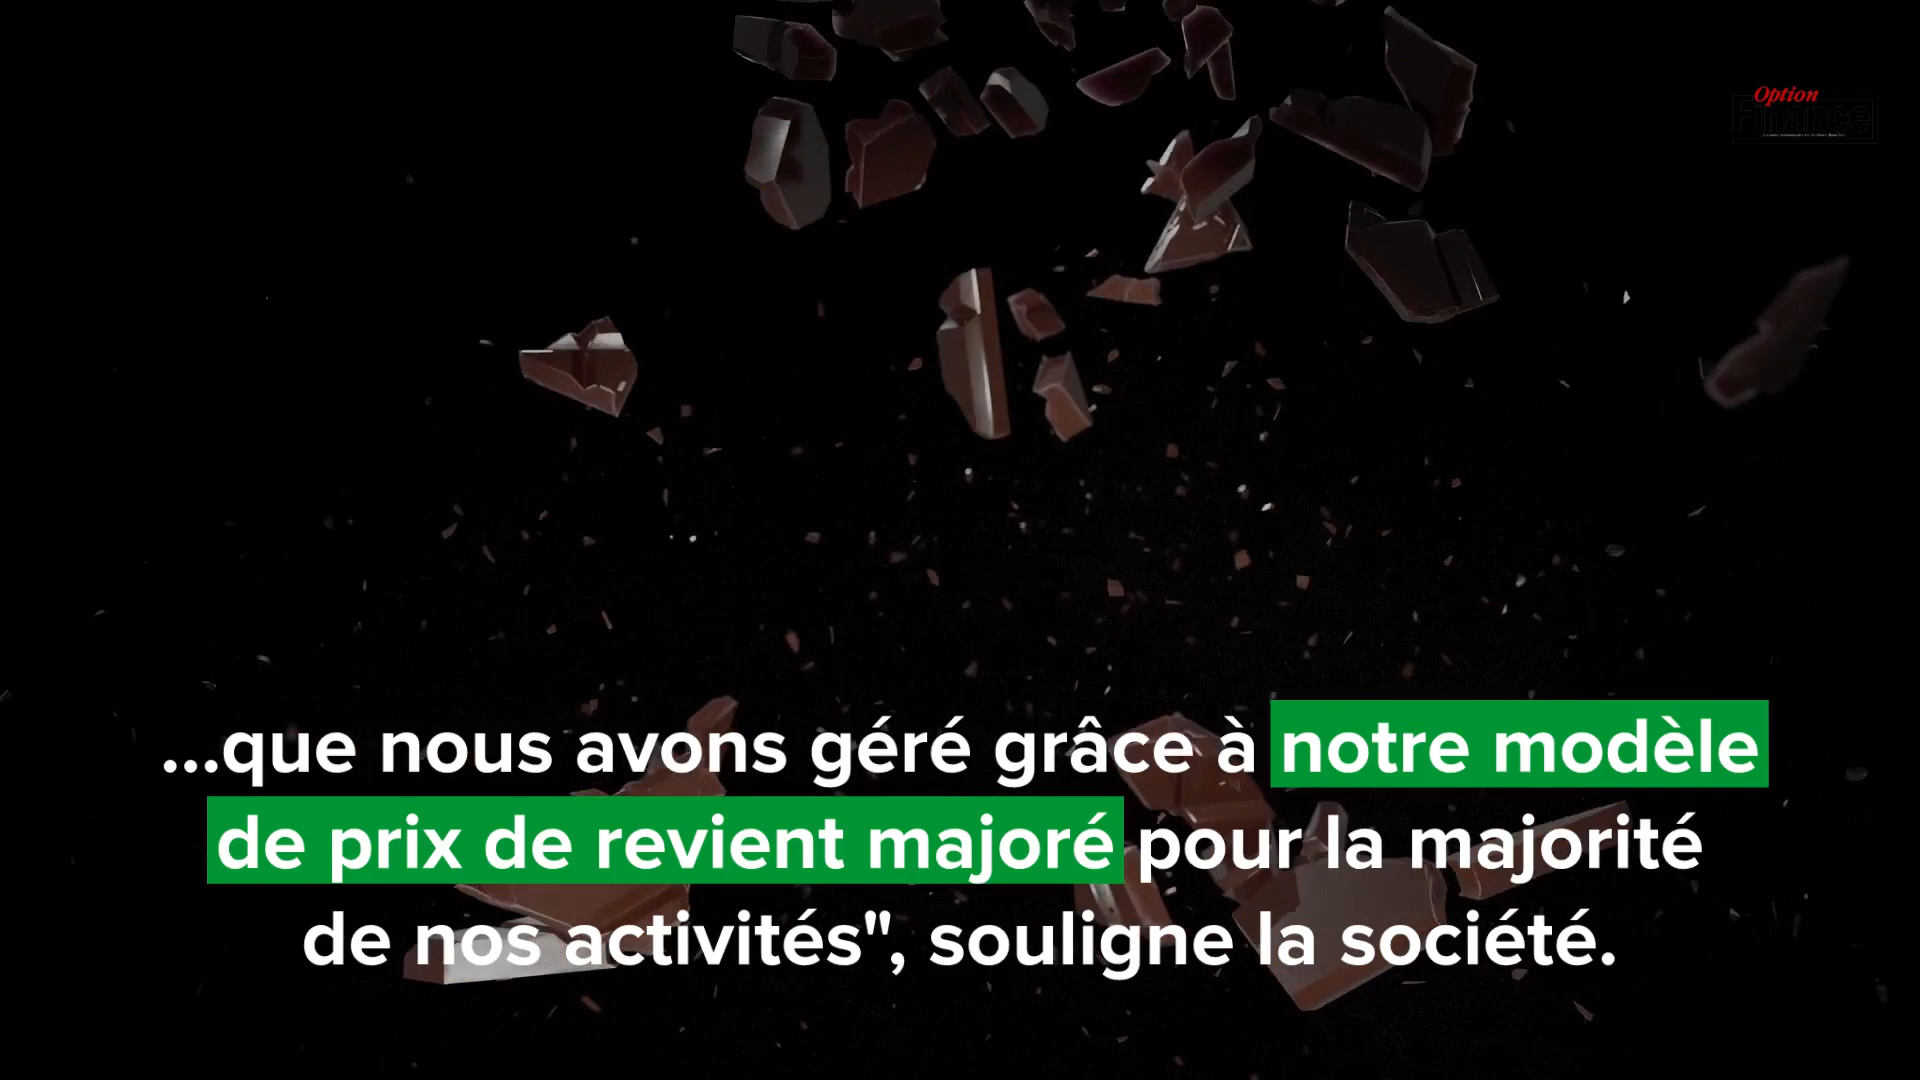 Option
Finance
...que nous avons géré grâce à notre modèle
de prix de revient majoré pour la majorité
de nos activités", souligne la société.